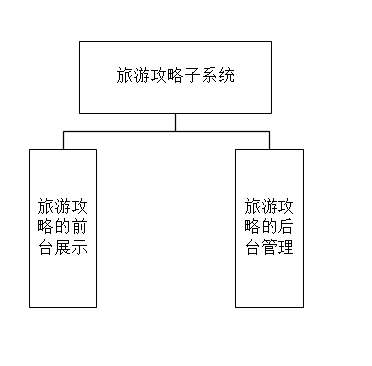 旅游攻略子系统
旅游攻
略的前
台展示
旅游攻
略的后
台管理